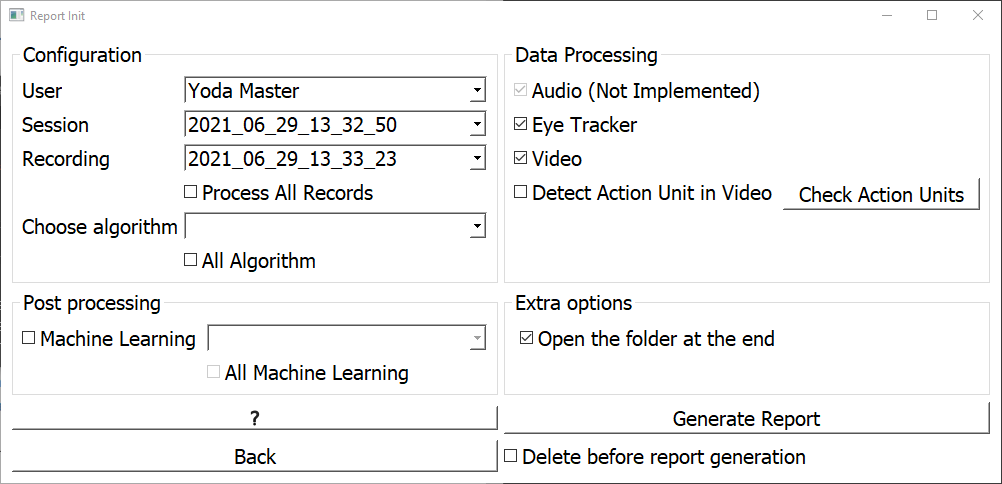 Report Init
Configuration
User
Yoda Master
Session
2021_06_29_13_32_50
Recording
2021_06_29_13_33_23
Process All Records
Choose algorithm
All Algorithm
Data Processing
Audio (Not Implemented)
Eye Tracker
Video
Detect Action Unit in Video
Check Action Units
Post processing
Machine Learning
All Machine Learning
Extra options
Open the folder at the end
?
Generate Report
Back
Delete before report generation